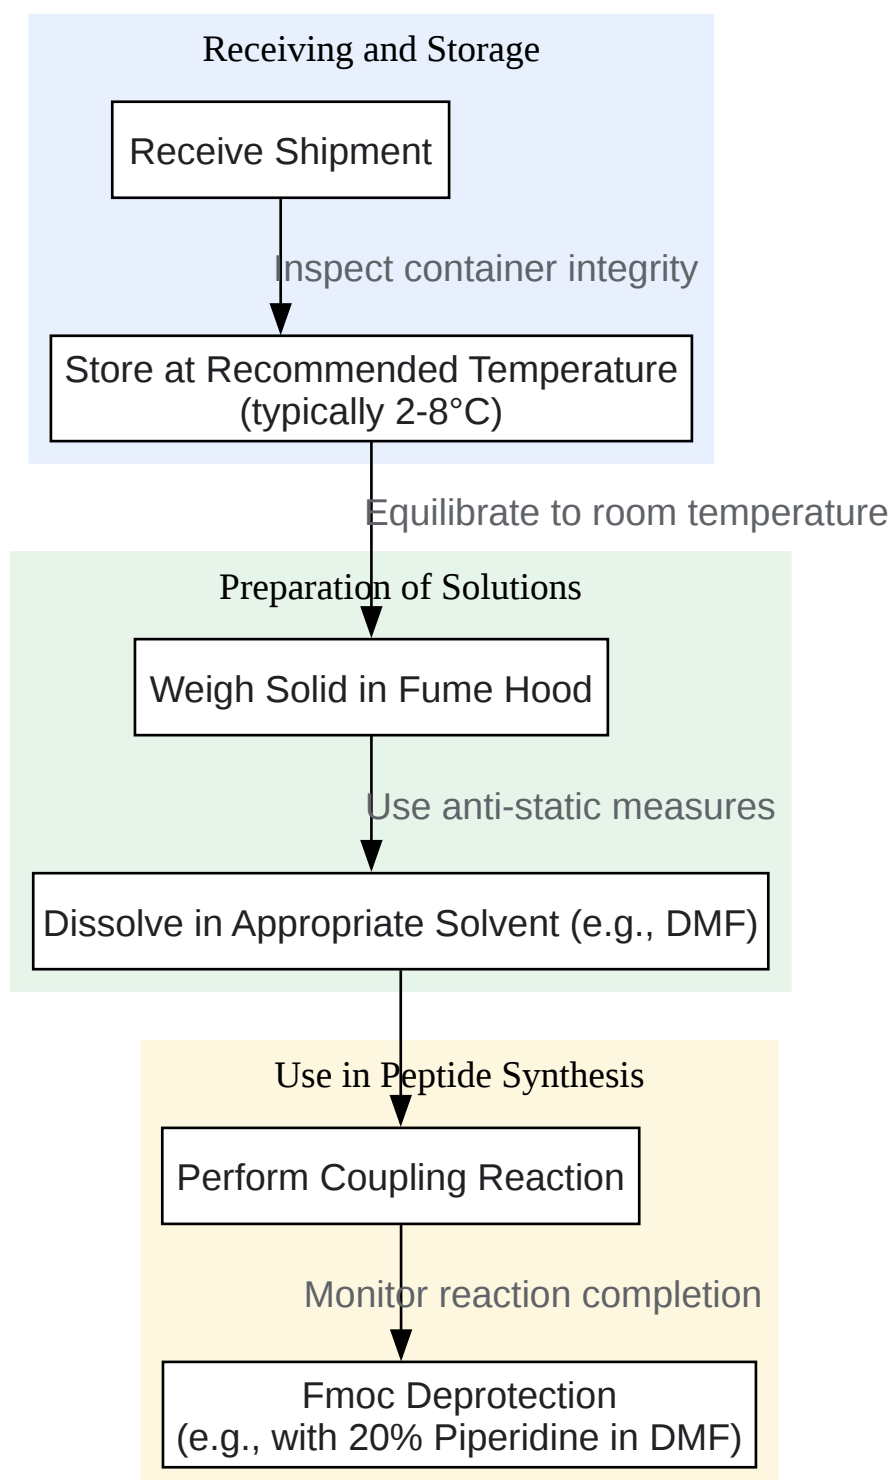 Receiving and Storage
Receive Shipment
Inspect container integrity
Store at Recommended Temperature
(typically 2-8°C)
Equilibrate to room temperature
Preparation of Solutions
Weigh Solid in Fume Hood
Use anti-static measures
Dissolve in Appropriate Solvent (e.g., DMF)
Use in Peptide Synthesis
Perform Coupling Reaction
Monitor reaction completion
Fmoc Deprotection
(e.g., with 20% Piperidine in DMF)